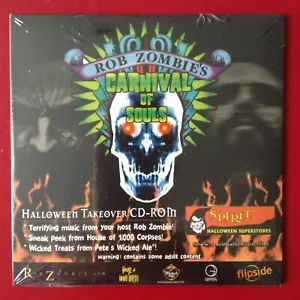 ROB ZOMBIE'S
CARNIVAL
OF
SOULS
HALLOWEEN TAKEOVER CD-ROM
* Terrifying music from your host Rob Zombie!
* Sneak Peek from House of 1000 Corpses!
* Wicked Treats from Pete's Wicked Ale!
warning: contains some adult content
SPIRIT
HALLOWEEN SUPERSTORES
GEFFEN
flipside